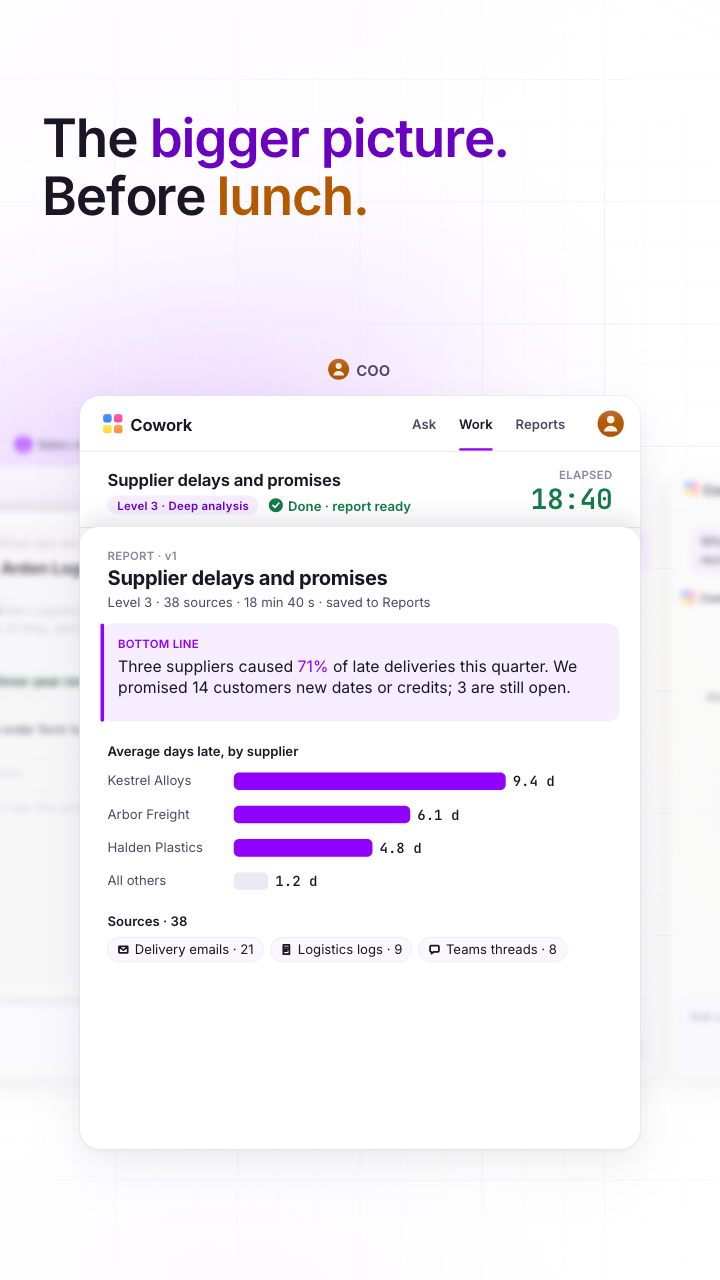 The bigger picture.
Before lunch.
COO
Cowork
Ask
Work
Reports
Supplier delays and promises
Level 3 · Deep analysis
Done · report ready
ELAPSED
18:40
REPORT · v1
Supplier delays and promises
Level 3 · 38 sources · 18 min 40 s · saved to Reports
BOTTOM LINE
Three suppliers caused 71% of late deliveries this quarter. We
promised 14 customers new dates or credits; 3 are still open.
Average days late, by supplier
Kestrel Alloys 9.4 d
Arbor Freight 6.1 d
Halden Plastics 4.8 d
All others 1.2 d
Sources · 38
Delivery emails · 21
Logistics logs · 9
Teams threads · 8